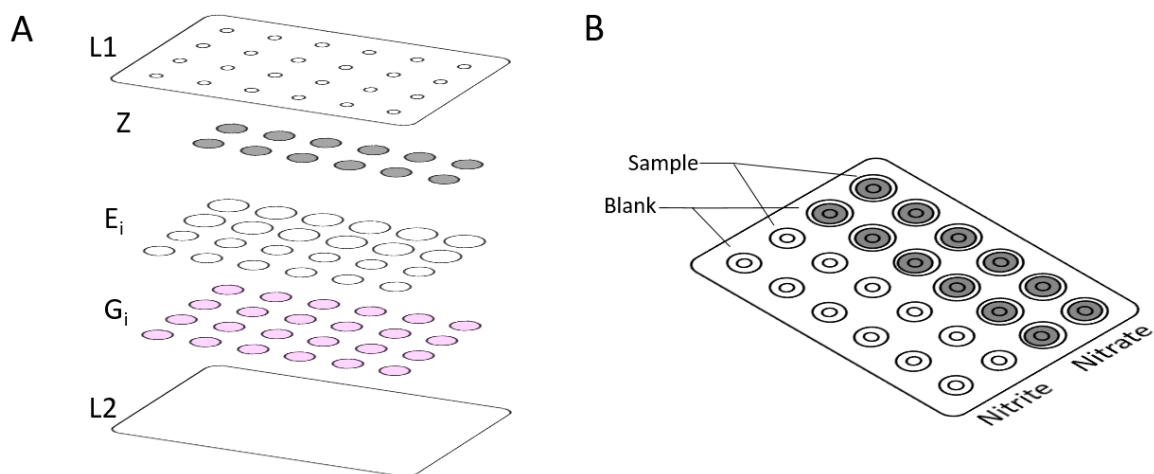 A
L1
Z
Ei
Gi
L2
B
Sample
Blank
Nitrite
Nitrate